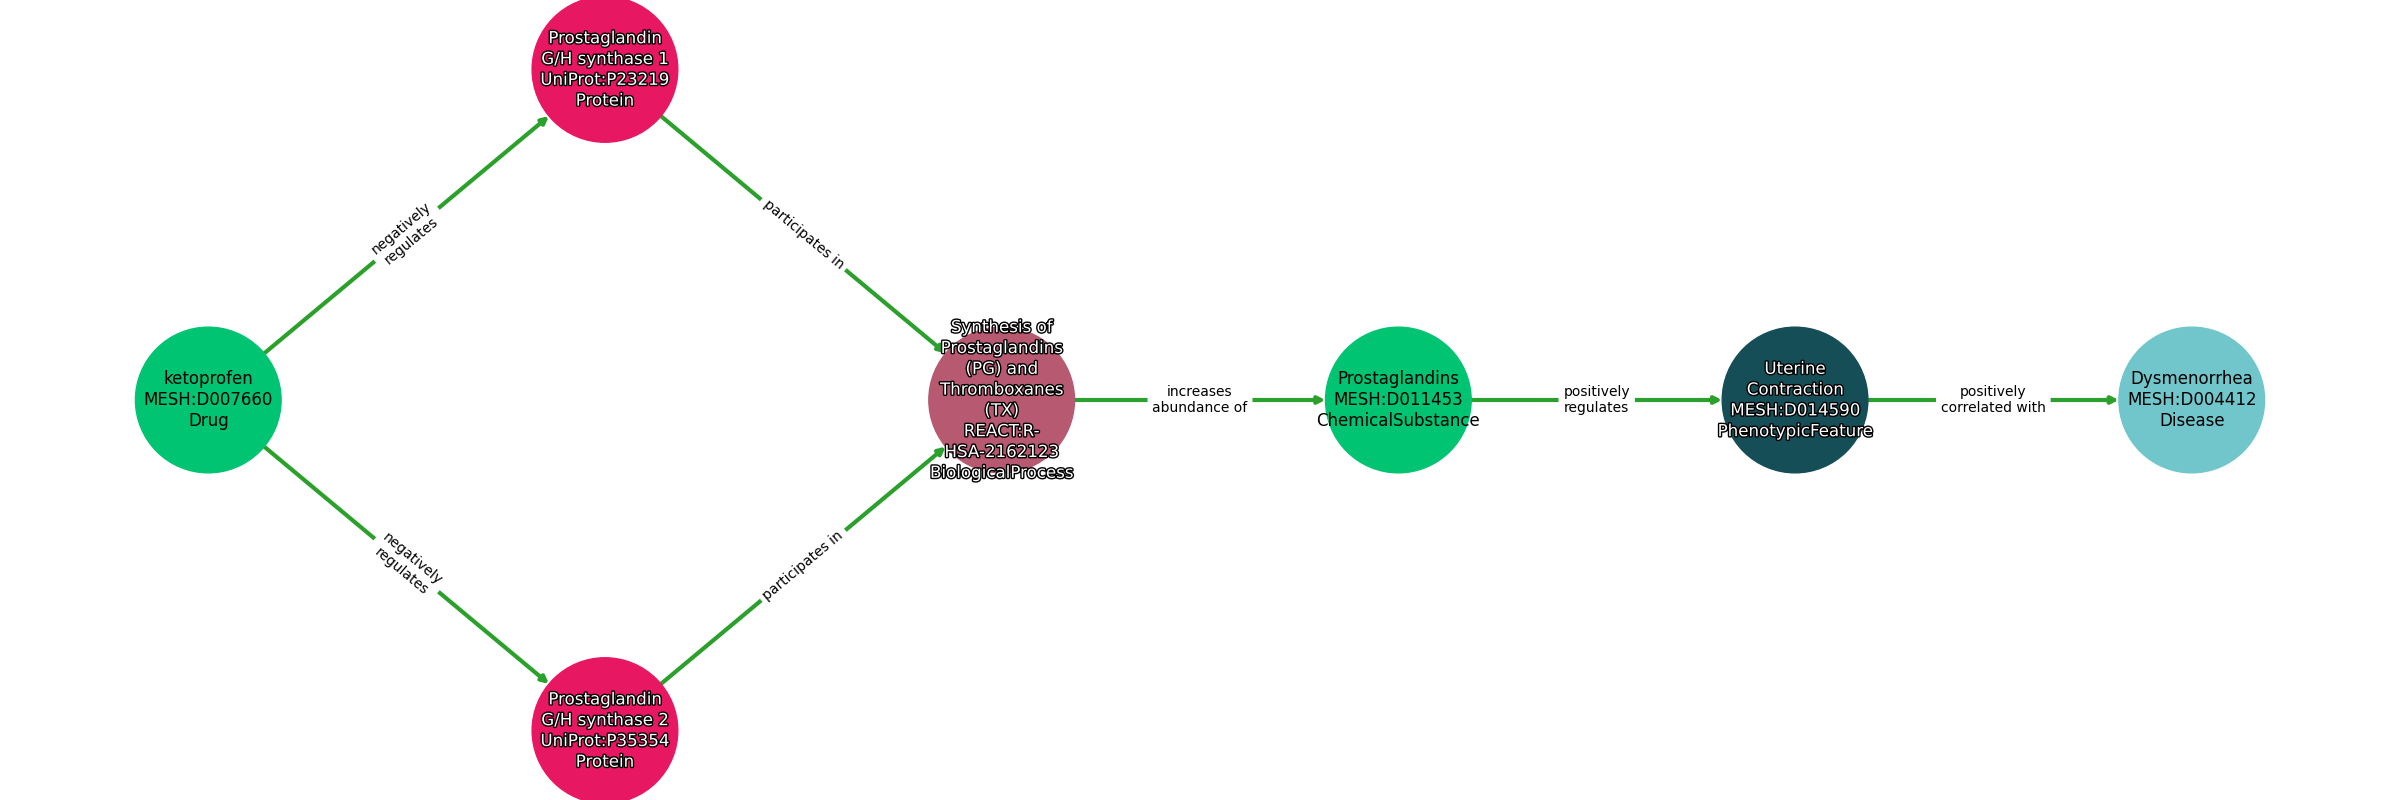 Prostaglandin
G/H synthase 1
UniProt:P23219
Protein
negatively
regulates
participates in
ketoprofen
MESH:D007660
Drug
Synthesis of
Prostaglandins
(PG) and
Thromboxanes
(TX)
REACT:R-
HSA-2162123
BiologicalProcess
increases
abundance of
Prostaglandins
MESH:D011453
ChemicalSubstance
positively
regulates
Uterine
Contraction
MESH:D014590
PhenotypicFeature
positively
correlated with
Dysmenorrhea
MESH:D004412
Disease
negatively
regulates
participates in
Prostaglandin
G/H synthase 2
UniProt:P35354
Protein